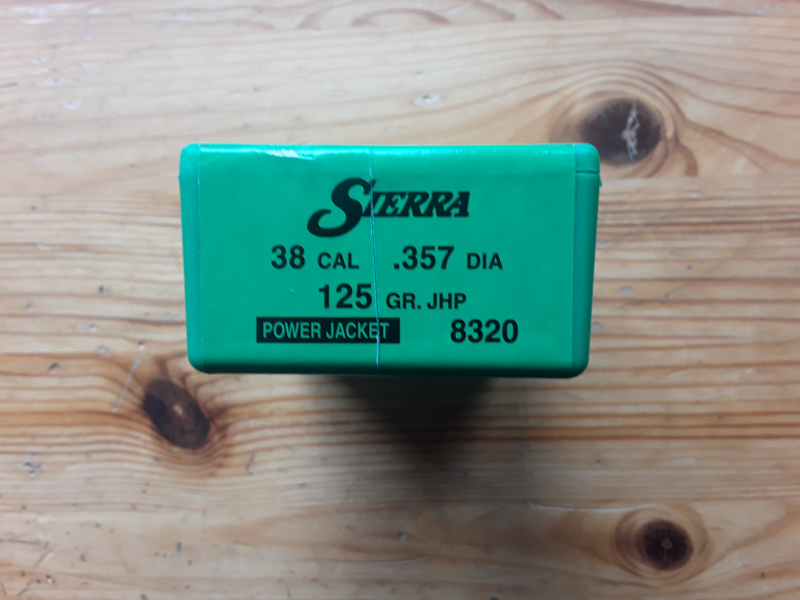 SIERRA
38 CAL .357 DIA
125 GR. JHP
POWER JACKET 8320